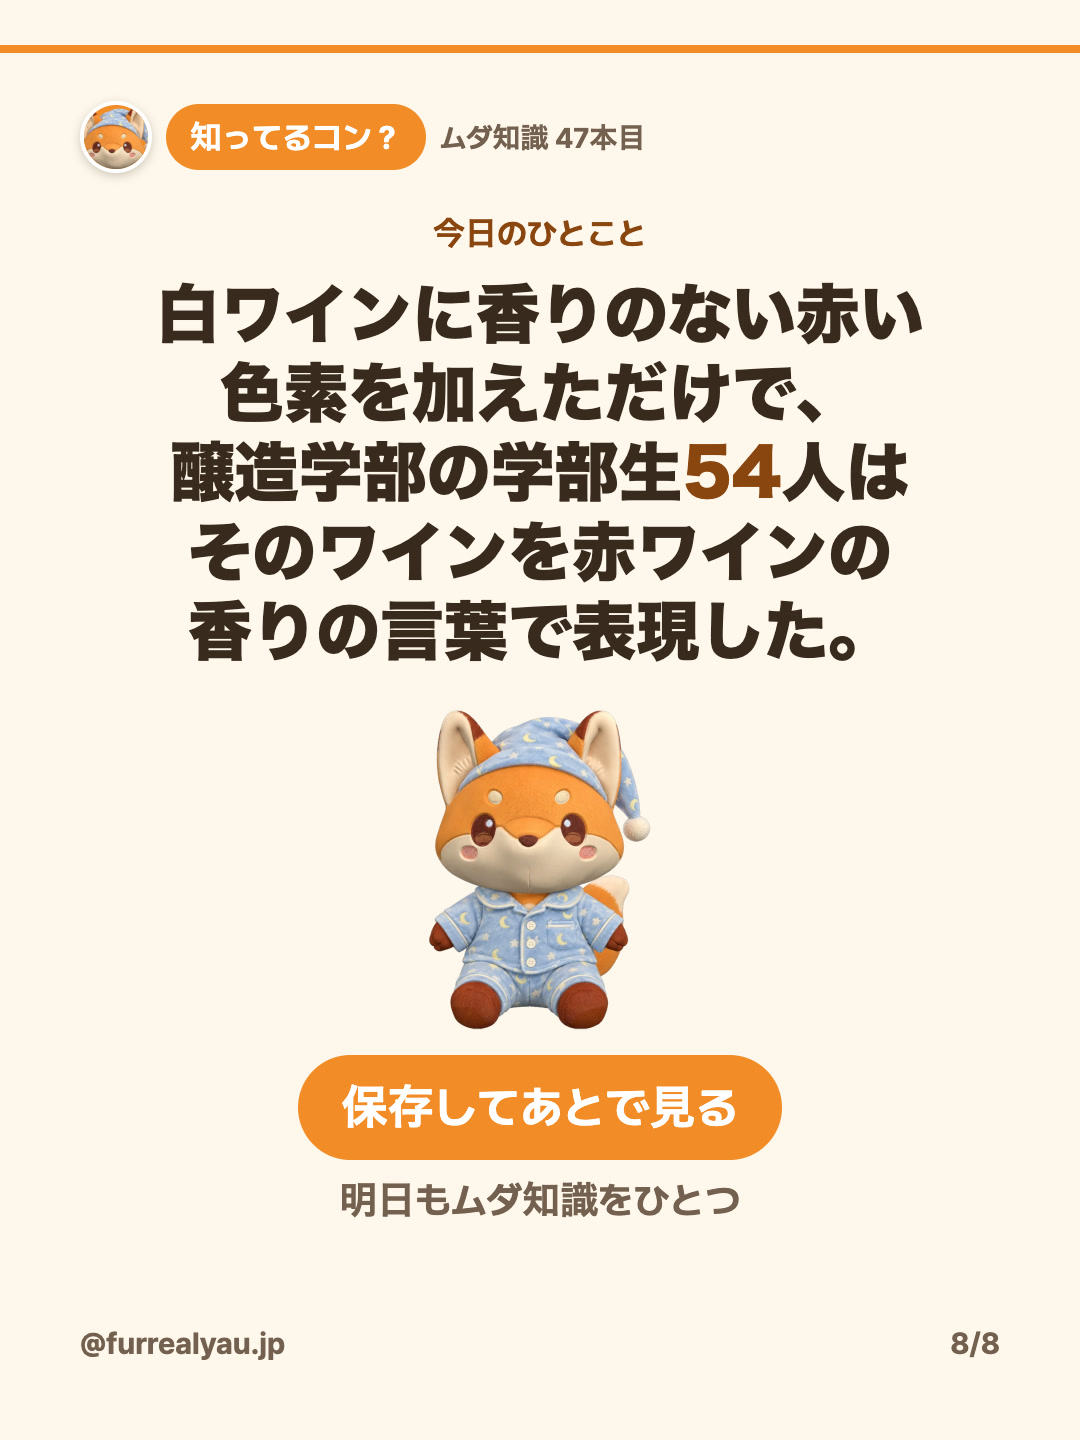 知ってるコン？ ムダ知識 47本目
今日のひとこと
白ワインに香りのない赤い
色素を加えただけで、
醸造学部の学部生54人は
そのワインを赤ワインの
香りの言葉で表現した。
保存してあとで見る
明日もムダ知識をひとつ
@furrealyau.jp 8/8